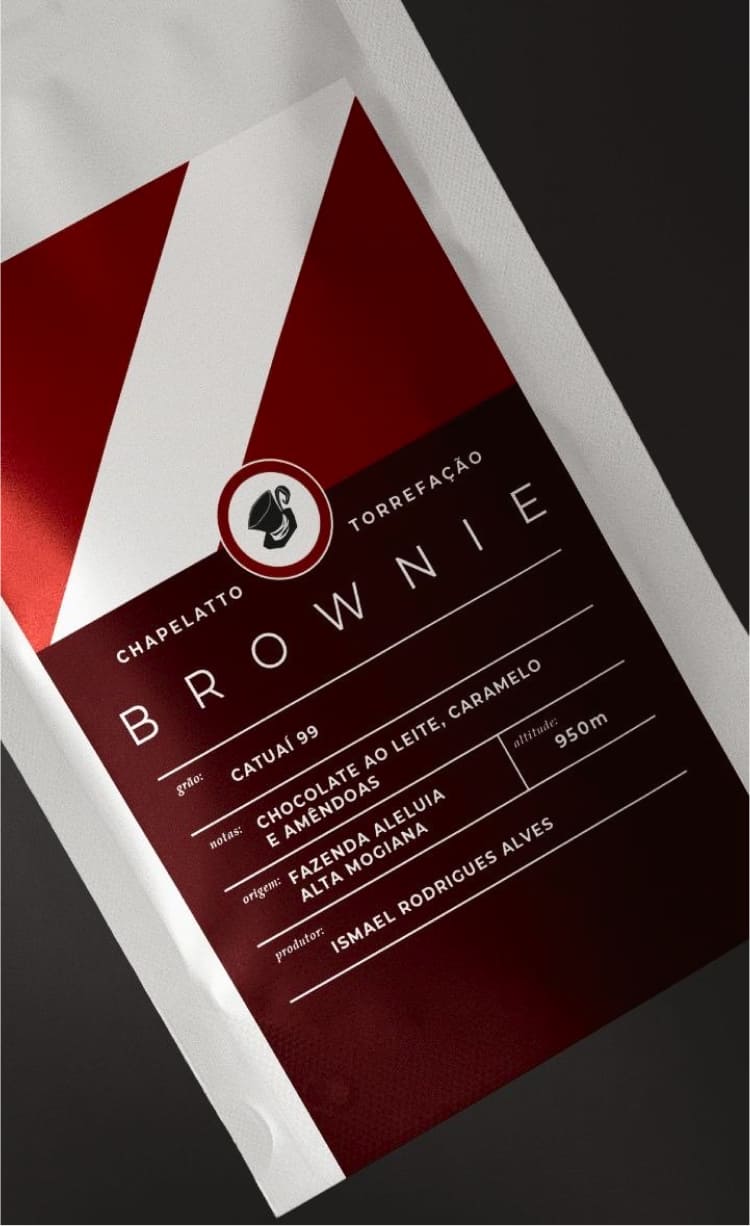 CHAPELATTO TORREFAÇÃO
BROWNIE
grão: CATUAÍ 99
notas: CHOCOLATE AO LEITE, CARAMELO
E AMÊNDOAS
origem: FAZENDA ALELUIA
ALTA MOGIANA
altitude:
950m
produtor: ISMAEL RODRIGUES ALVES